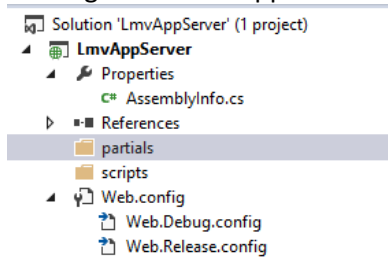 Solution 'LmvAppServer' (1 project)
LmvAppServer
Properties
C# AssemblyInfo.cs
References
partials
scripts
Web.config
Web.Debug.config
Web.Release.config